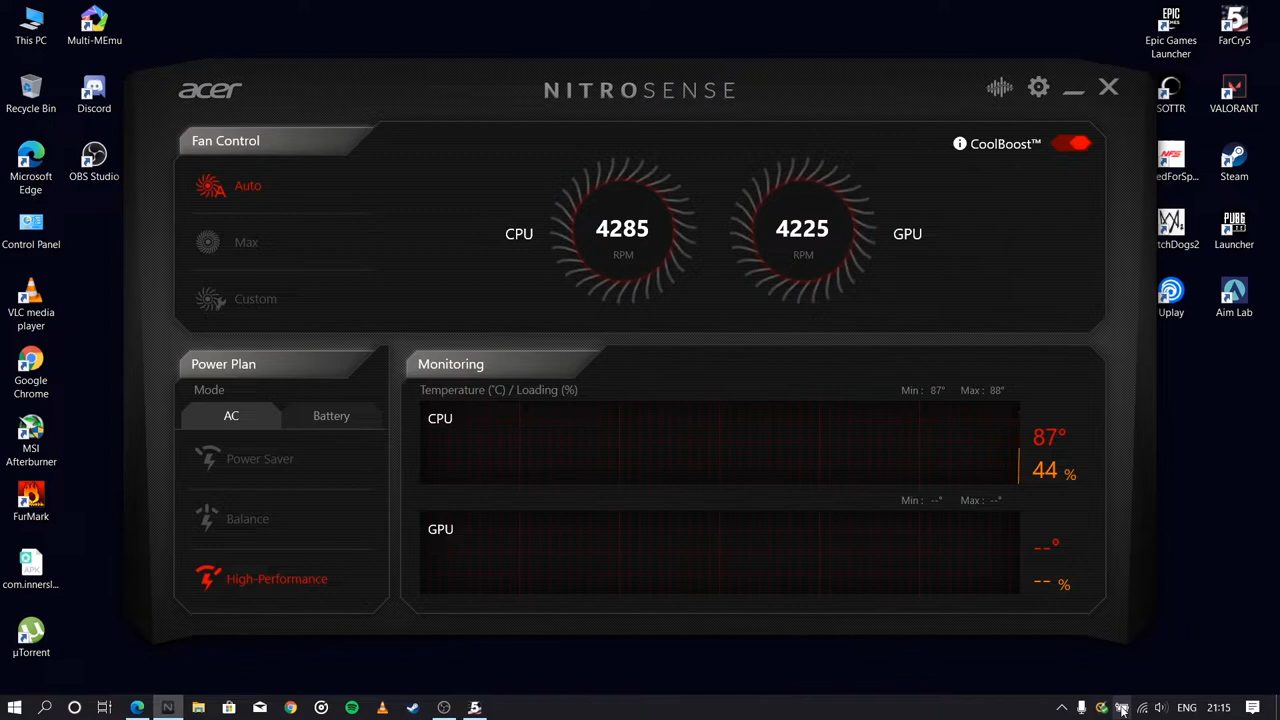 This PC
Multi-MEmu
Recycle Bin
Discord
Microsoft
Edge
OBS Studio
Control Panel
VLC media
player
Google
Chrome
MSI
Afterburner
FurMark
APK
com.innersl...
µTorrent
acer
NITROSENSE
Fan Control
CoolBoost™
Auto
Max
Custom
CPU
4285
RPM
4225
RPM
GPU
Power Plan
Mode
AC
Battery
Power Saver
Balance
High-Performance
Monitoring
Temperature (°C) / Loading (%)
Min : 87° Max : 88°
CPU
87°
44 %
Min : --° Max : --°
GPU
--°
-- %
EPIC
GAMES
Epic Games
Launcher
5
FarCry5
SOTTR
VALORANT
NFS
edForSp...
Steam
PUBG
tchDogs2
Launcher
Uplay
Aim Lab
N
5
ENG
21:15